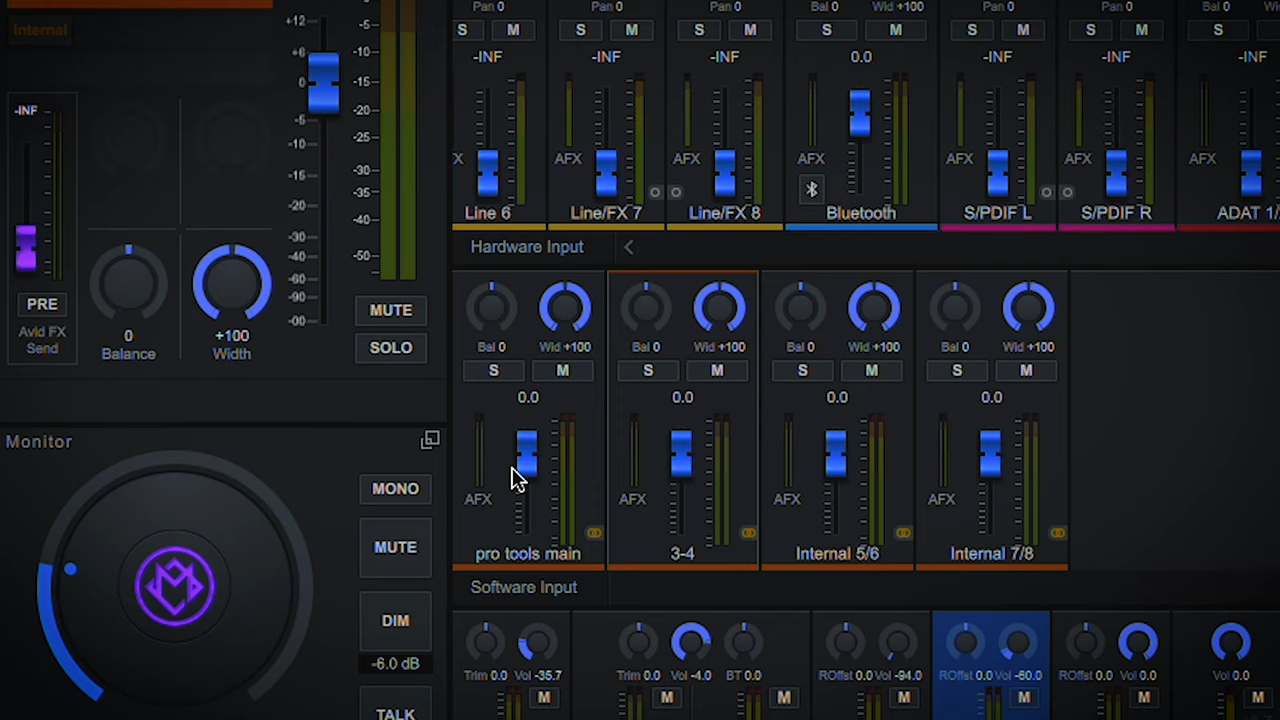 Internal
-INF
PRE
Avid FX
Send
0
Balance
+100
Width
+12
+6
0
-5
-10
-15
-20
-30
-40
-60
-90
-00
-5
-10
-15
-20
-25
-30
-35
-40
-50
MUTE
SOLO
Pan 0 Pan 0 Pan 0 Bal 0 Wid +100 Pan 0 Pan 0 Bal 0
S M S M S M S M S M S M S
-INF -INF -INF 0.0 -INF -INF -INF
X AFX AFX AFX AFX AFX AFX
Line 6 Line/FX 7 Line/FX 8 Bluetooth S/PDIF L S/PDIF R ADAT 1/
Hardware Input
Bal 0 Wid +100 Bal 0 Wid +100 Bal 0 Wid +100 Bal 0 Wid +100
S M S M S M S M
0.0 0.0 0.0 0.0
AFX AFX AFX AFX
pro tools main 3-4 Internal 5/6 Internal 7/8
Software Input
Monitor
MONO
MUTE
DIM
-6.0 dB
TALK
Trim 0.0 Vol -35.7 Trim 0.0 Vol -4.0 BT 0.0 ROffst 0.0 Vol -94.0 ROffst 0.0 Vol -60.0 ROffst 0.0 Vol 0.0 Vol 0.0
M M M M M M M